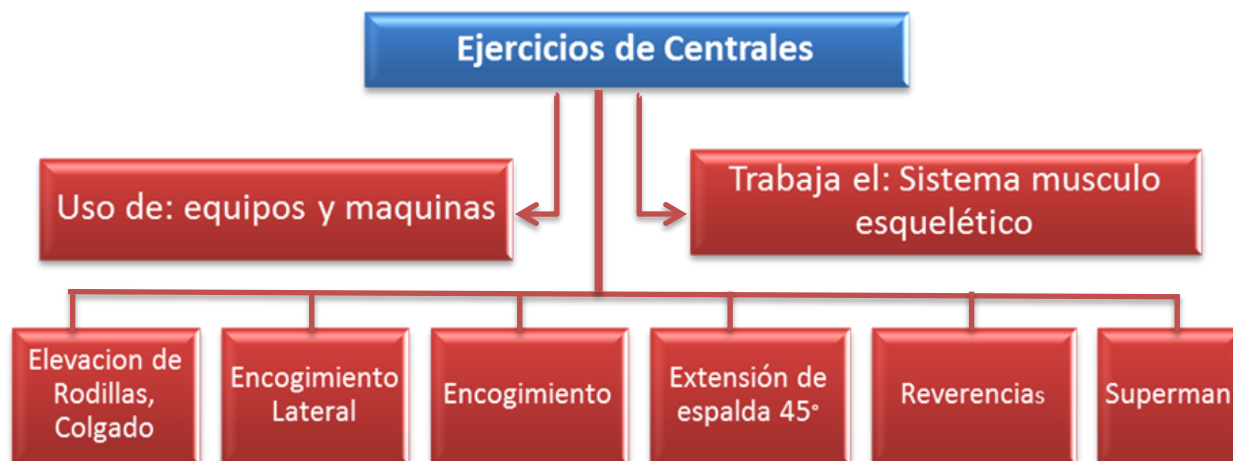 Ejercicios de Centrales
Uso de: equipos y maquinas
Trabaja el: Sistema musculo
esquelético
Elevacion de
Rodillas,
Colgado
Encogimiento
Lateral
Encogimiento
Extensión de
espalda 45°
Reverencias
Superman